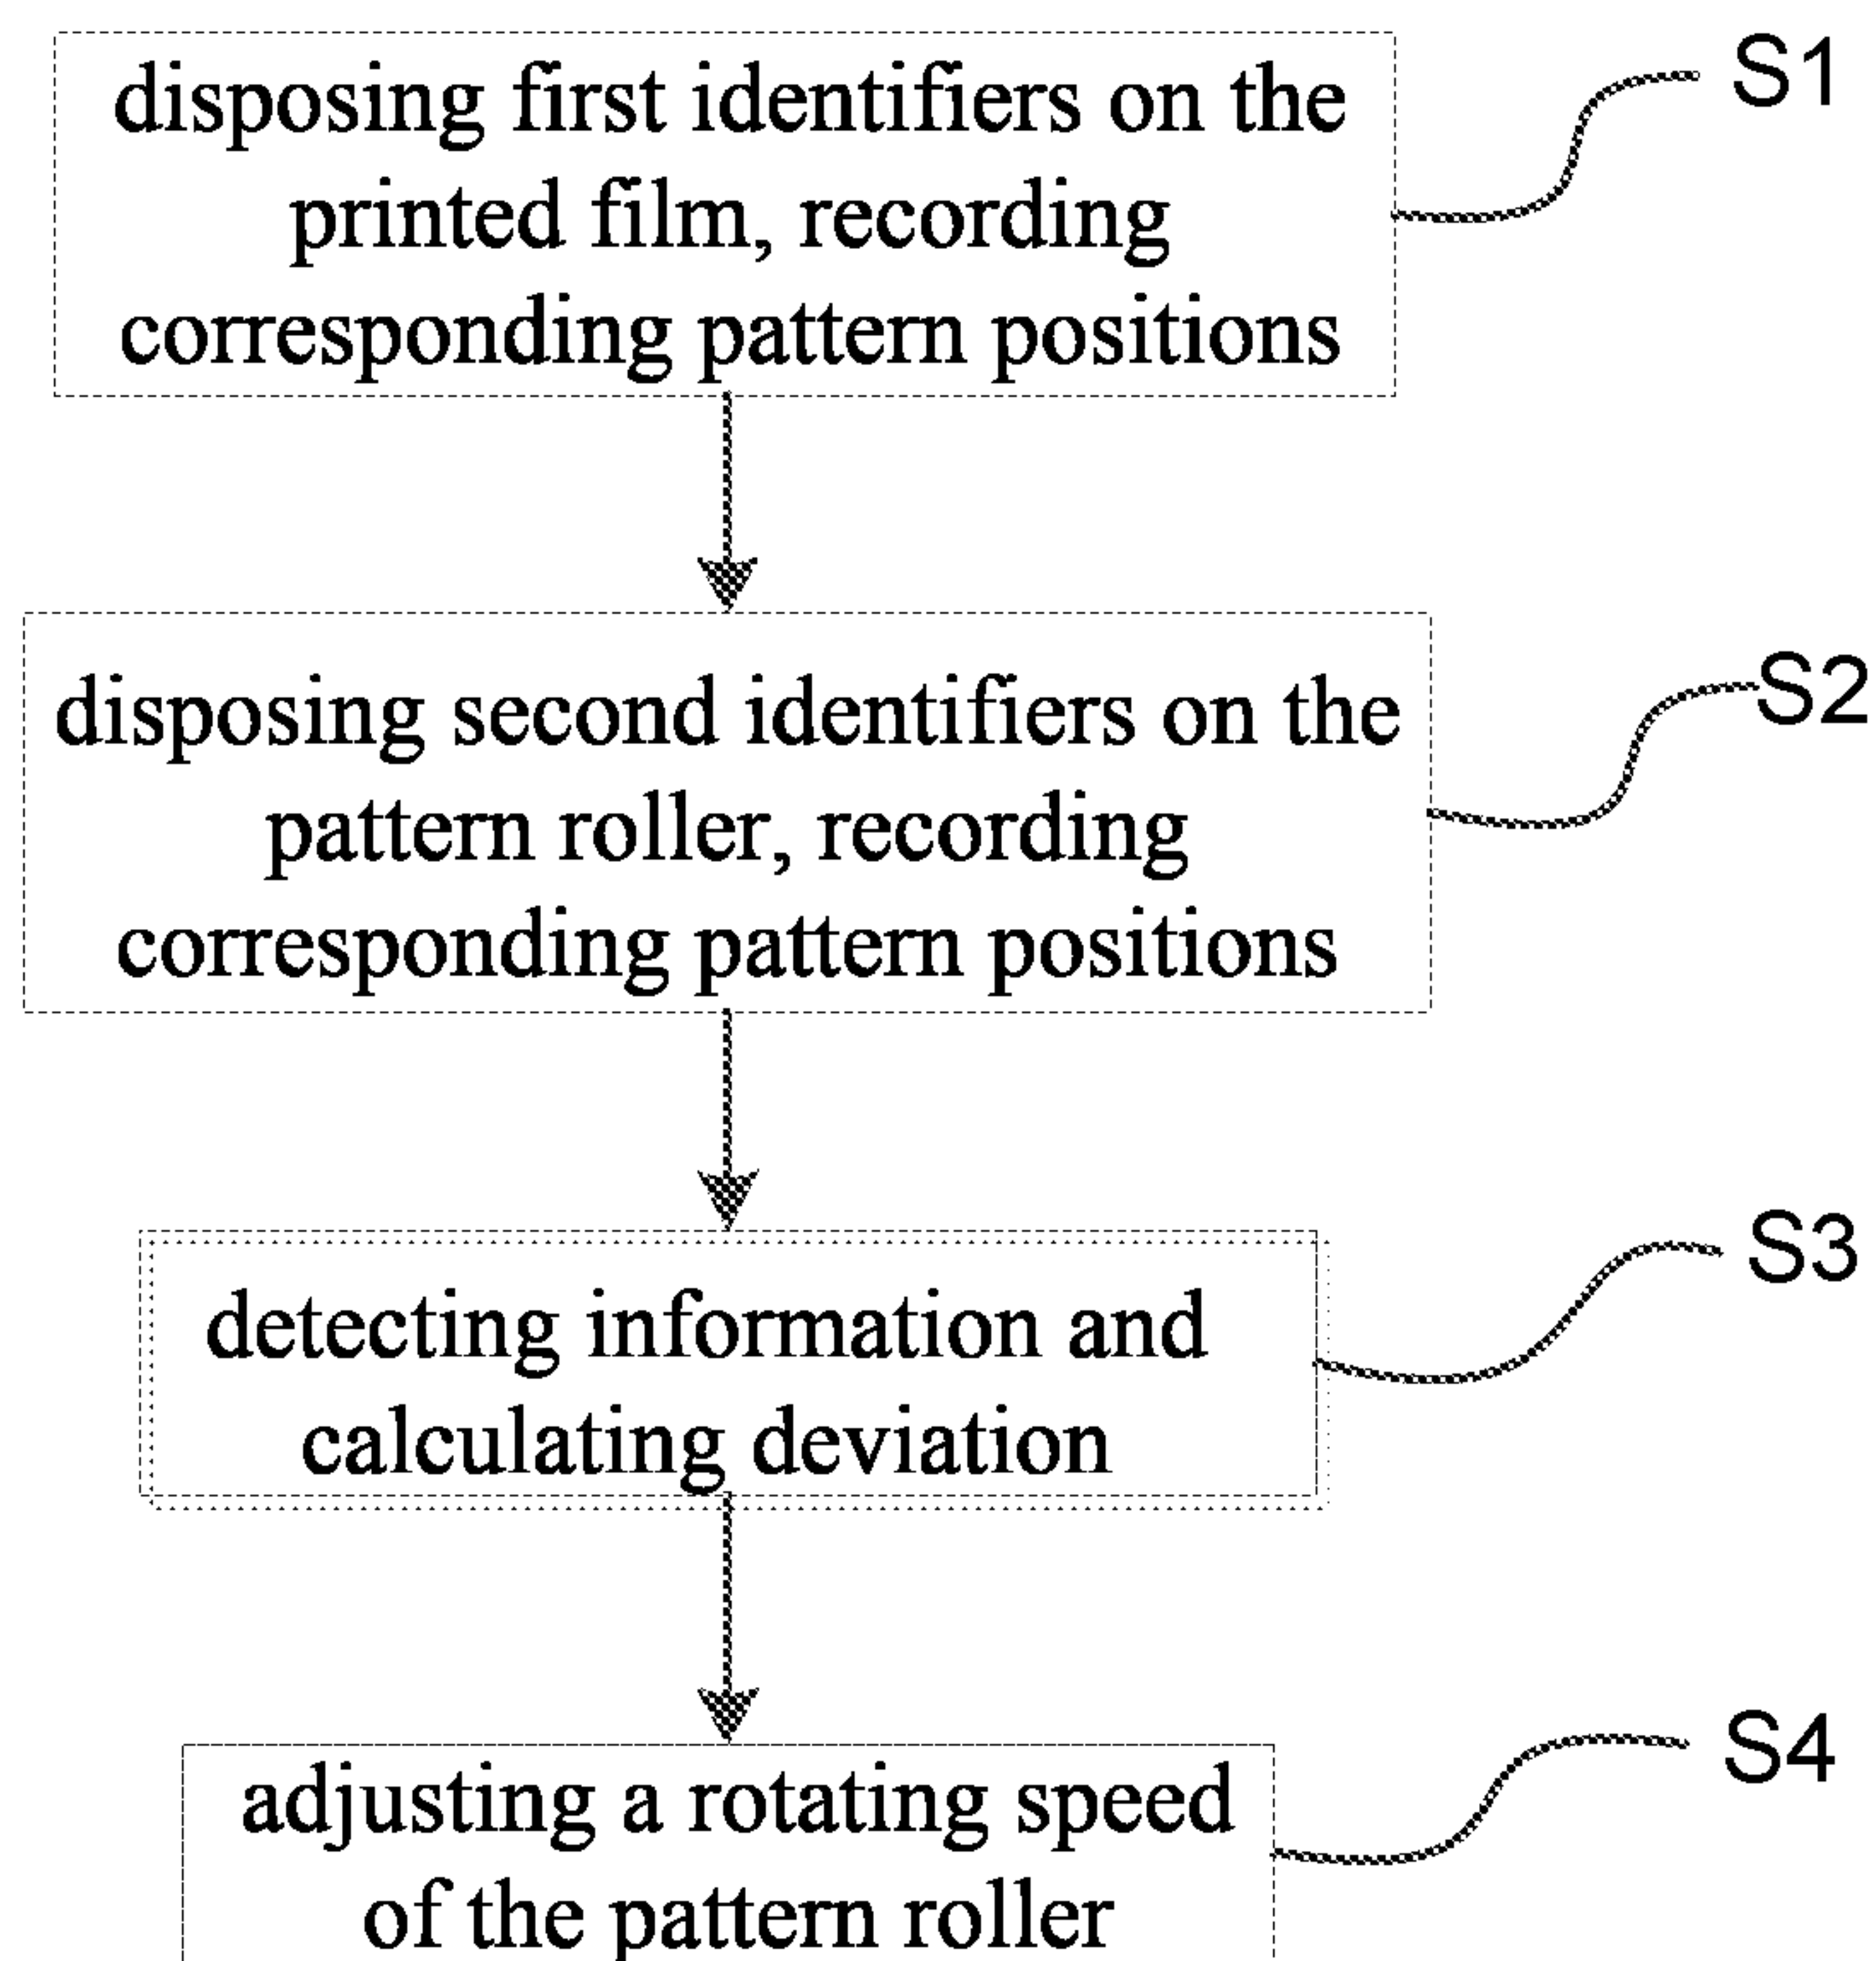 disposing first identifiers on the
printed film, recording
corresponding pattern positions
S1
disposing second identifiers on the
pattern roller, recording
corresponding pattern positions
S2
detecting information and
calculating deviation
S3
adjusting a rotating speed
of the pattern roller
S4